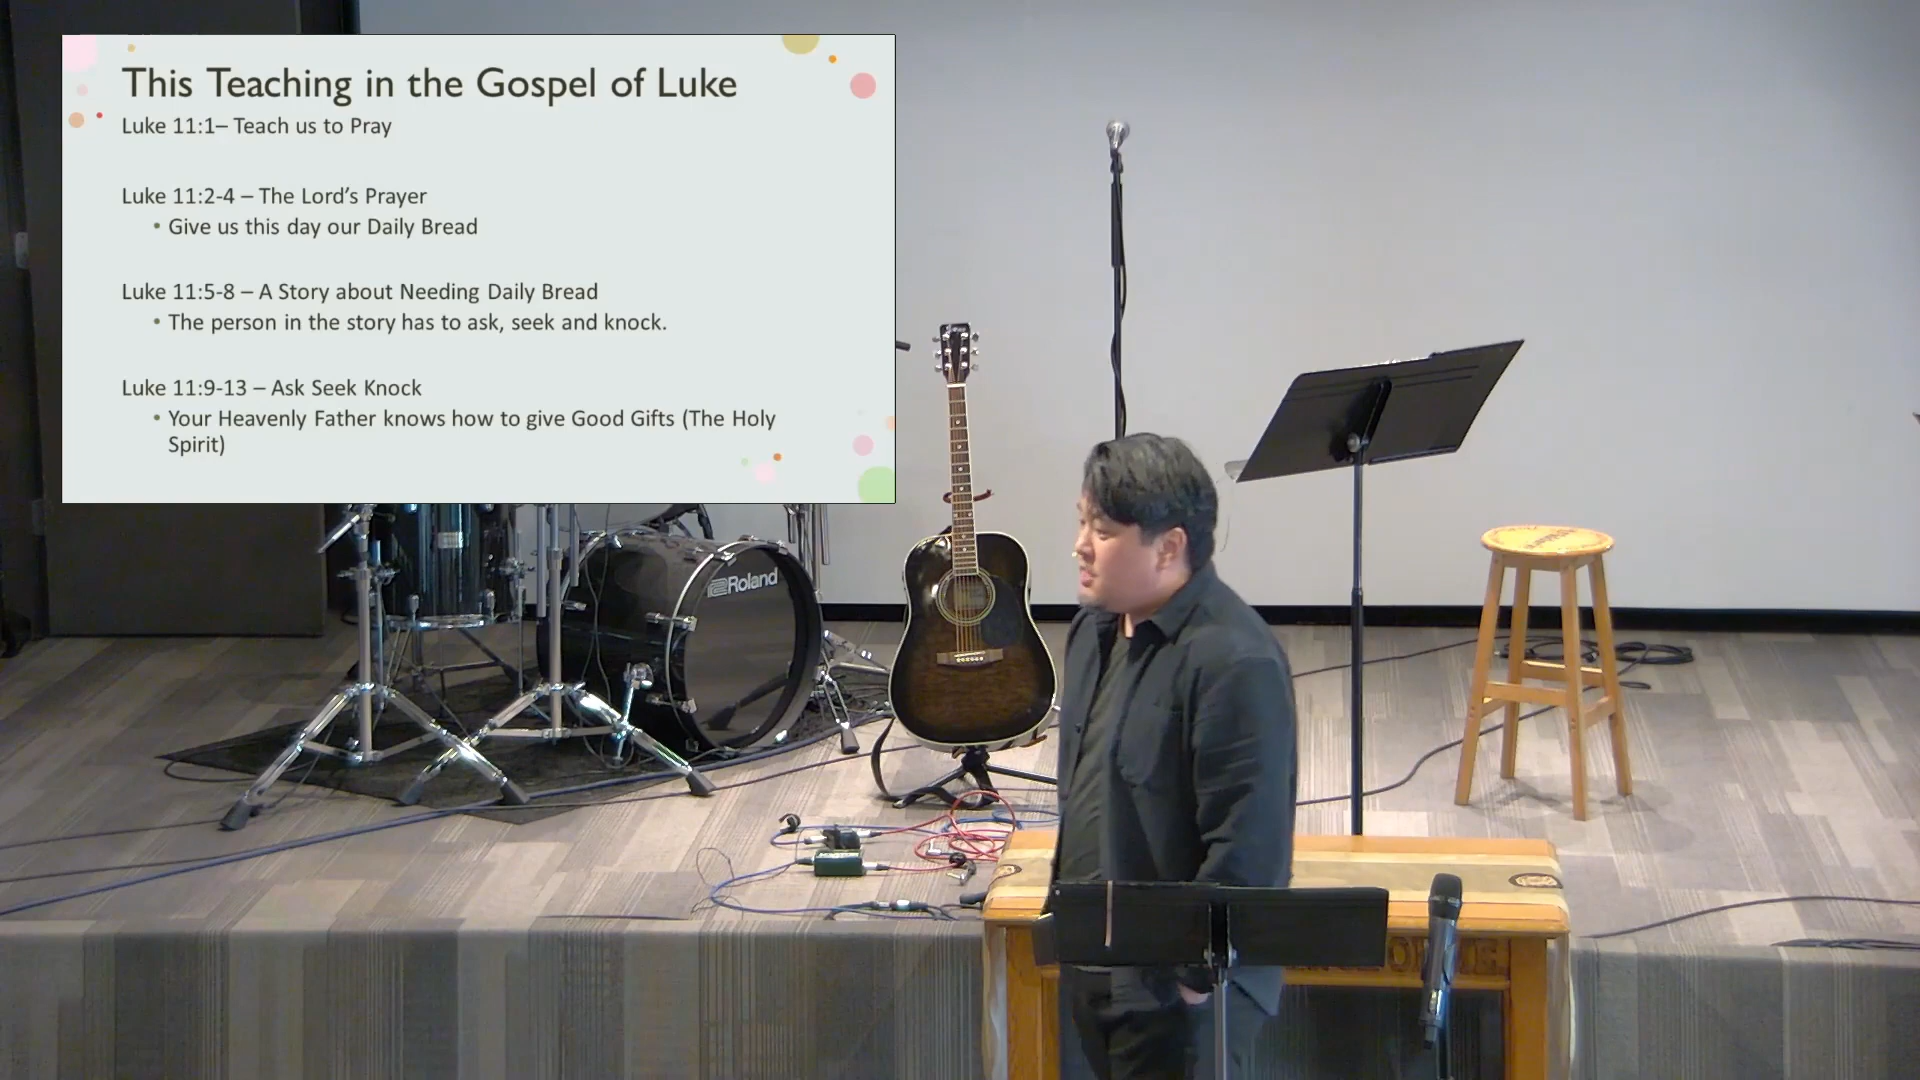 This Teaching in the Gospel of Luke
Luke 11:1– Teach us to Pray
Luke 11:2-4 – The Lord's Prayer
• Give us this day our Daily Bread
Luke 11:5-8 – A Story about Needing Daily Bread
• The person in the story has to ask, seek and knock.
Luke 11:9-13 – Ask Seek Knock
• Your Heavenly Father knows how to give Good Gifts (The Holy
Spirit)
Roland